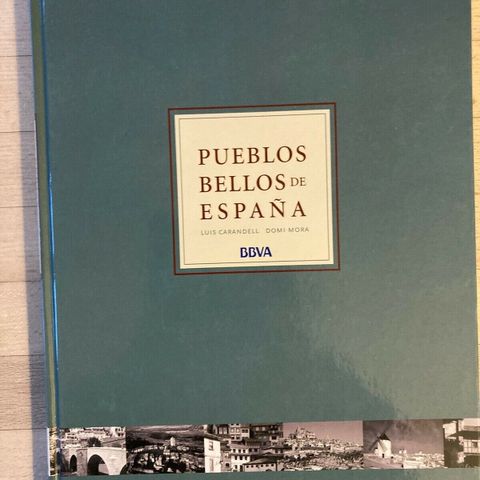 PUEBLOS
BELLOS DE
ESPAÑA
LUIS CARANDELL DOMI MORA
BBVA